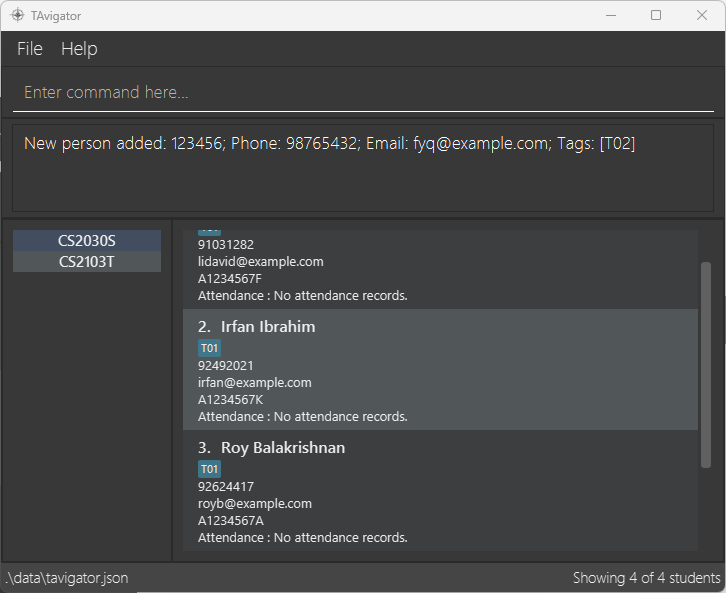 TAvigator
File Help
Enter command here...
New person added: 123456; Phone: 98765432; Email: fyq@example.com; Tags: [T02]
CS2030S
CS2103T
91031282
lidavid@example.com
A1234567F
Attendance : No attendance records.
2. Irfan Ibrahim
T01
92492021
irfan@example.com
A1234567K
Attendance : No attendance records.
3. Roy Balakrishnan
T01
92624417
royb@example.com
A1234567A
Attendance : No attendance records.
.\data\tavigator.json
Showing 4 of 4 students